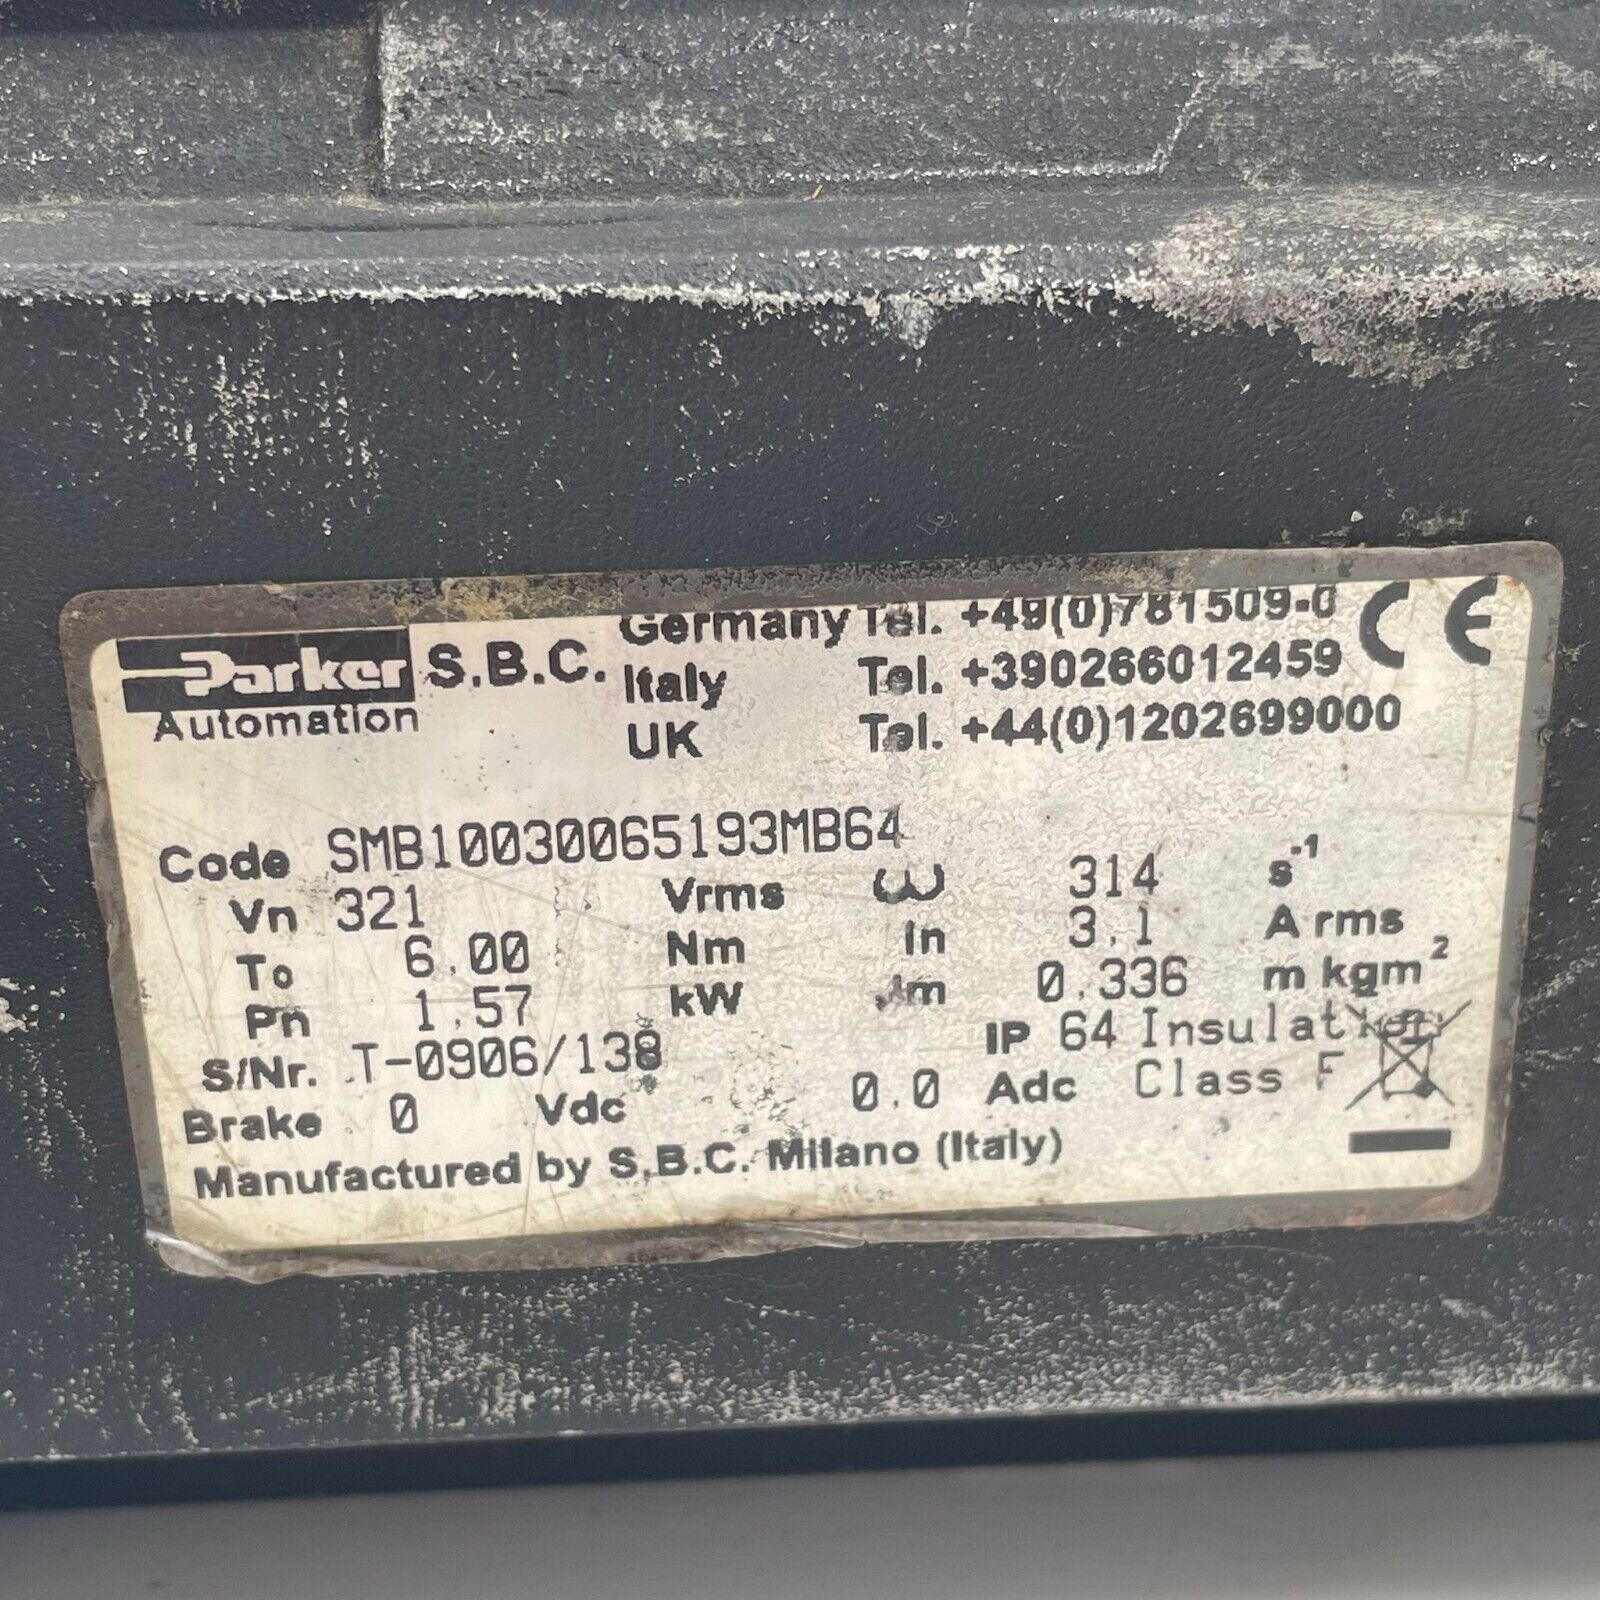 Parker S.B.C. Germany Tel. +49(0)781509-0 CE
Automation Italy Tel. +390266012459
UK Tel. +44(0)1202699000
Code SMB10030065193MB64
Vn 321 Vrms ω 314 s-1
To 6.00 Nm In 3.1 A rms
Pn 1.57 kW Jm 0.336 m kgm2
S/Nr. T-0906/138 IP 64 Insulation
Brake 0 Vdc 0.0 Adc Class F
Manufactured by S.B.C. Milano (Italy)